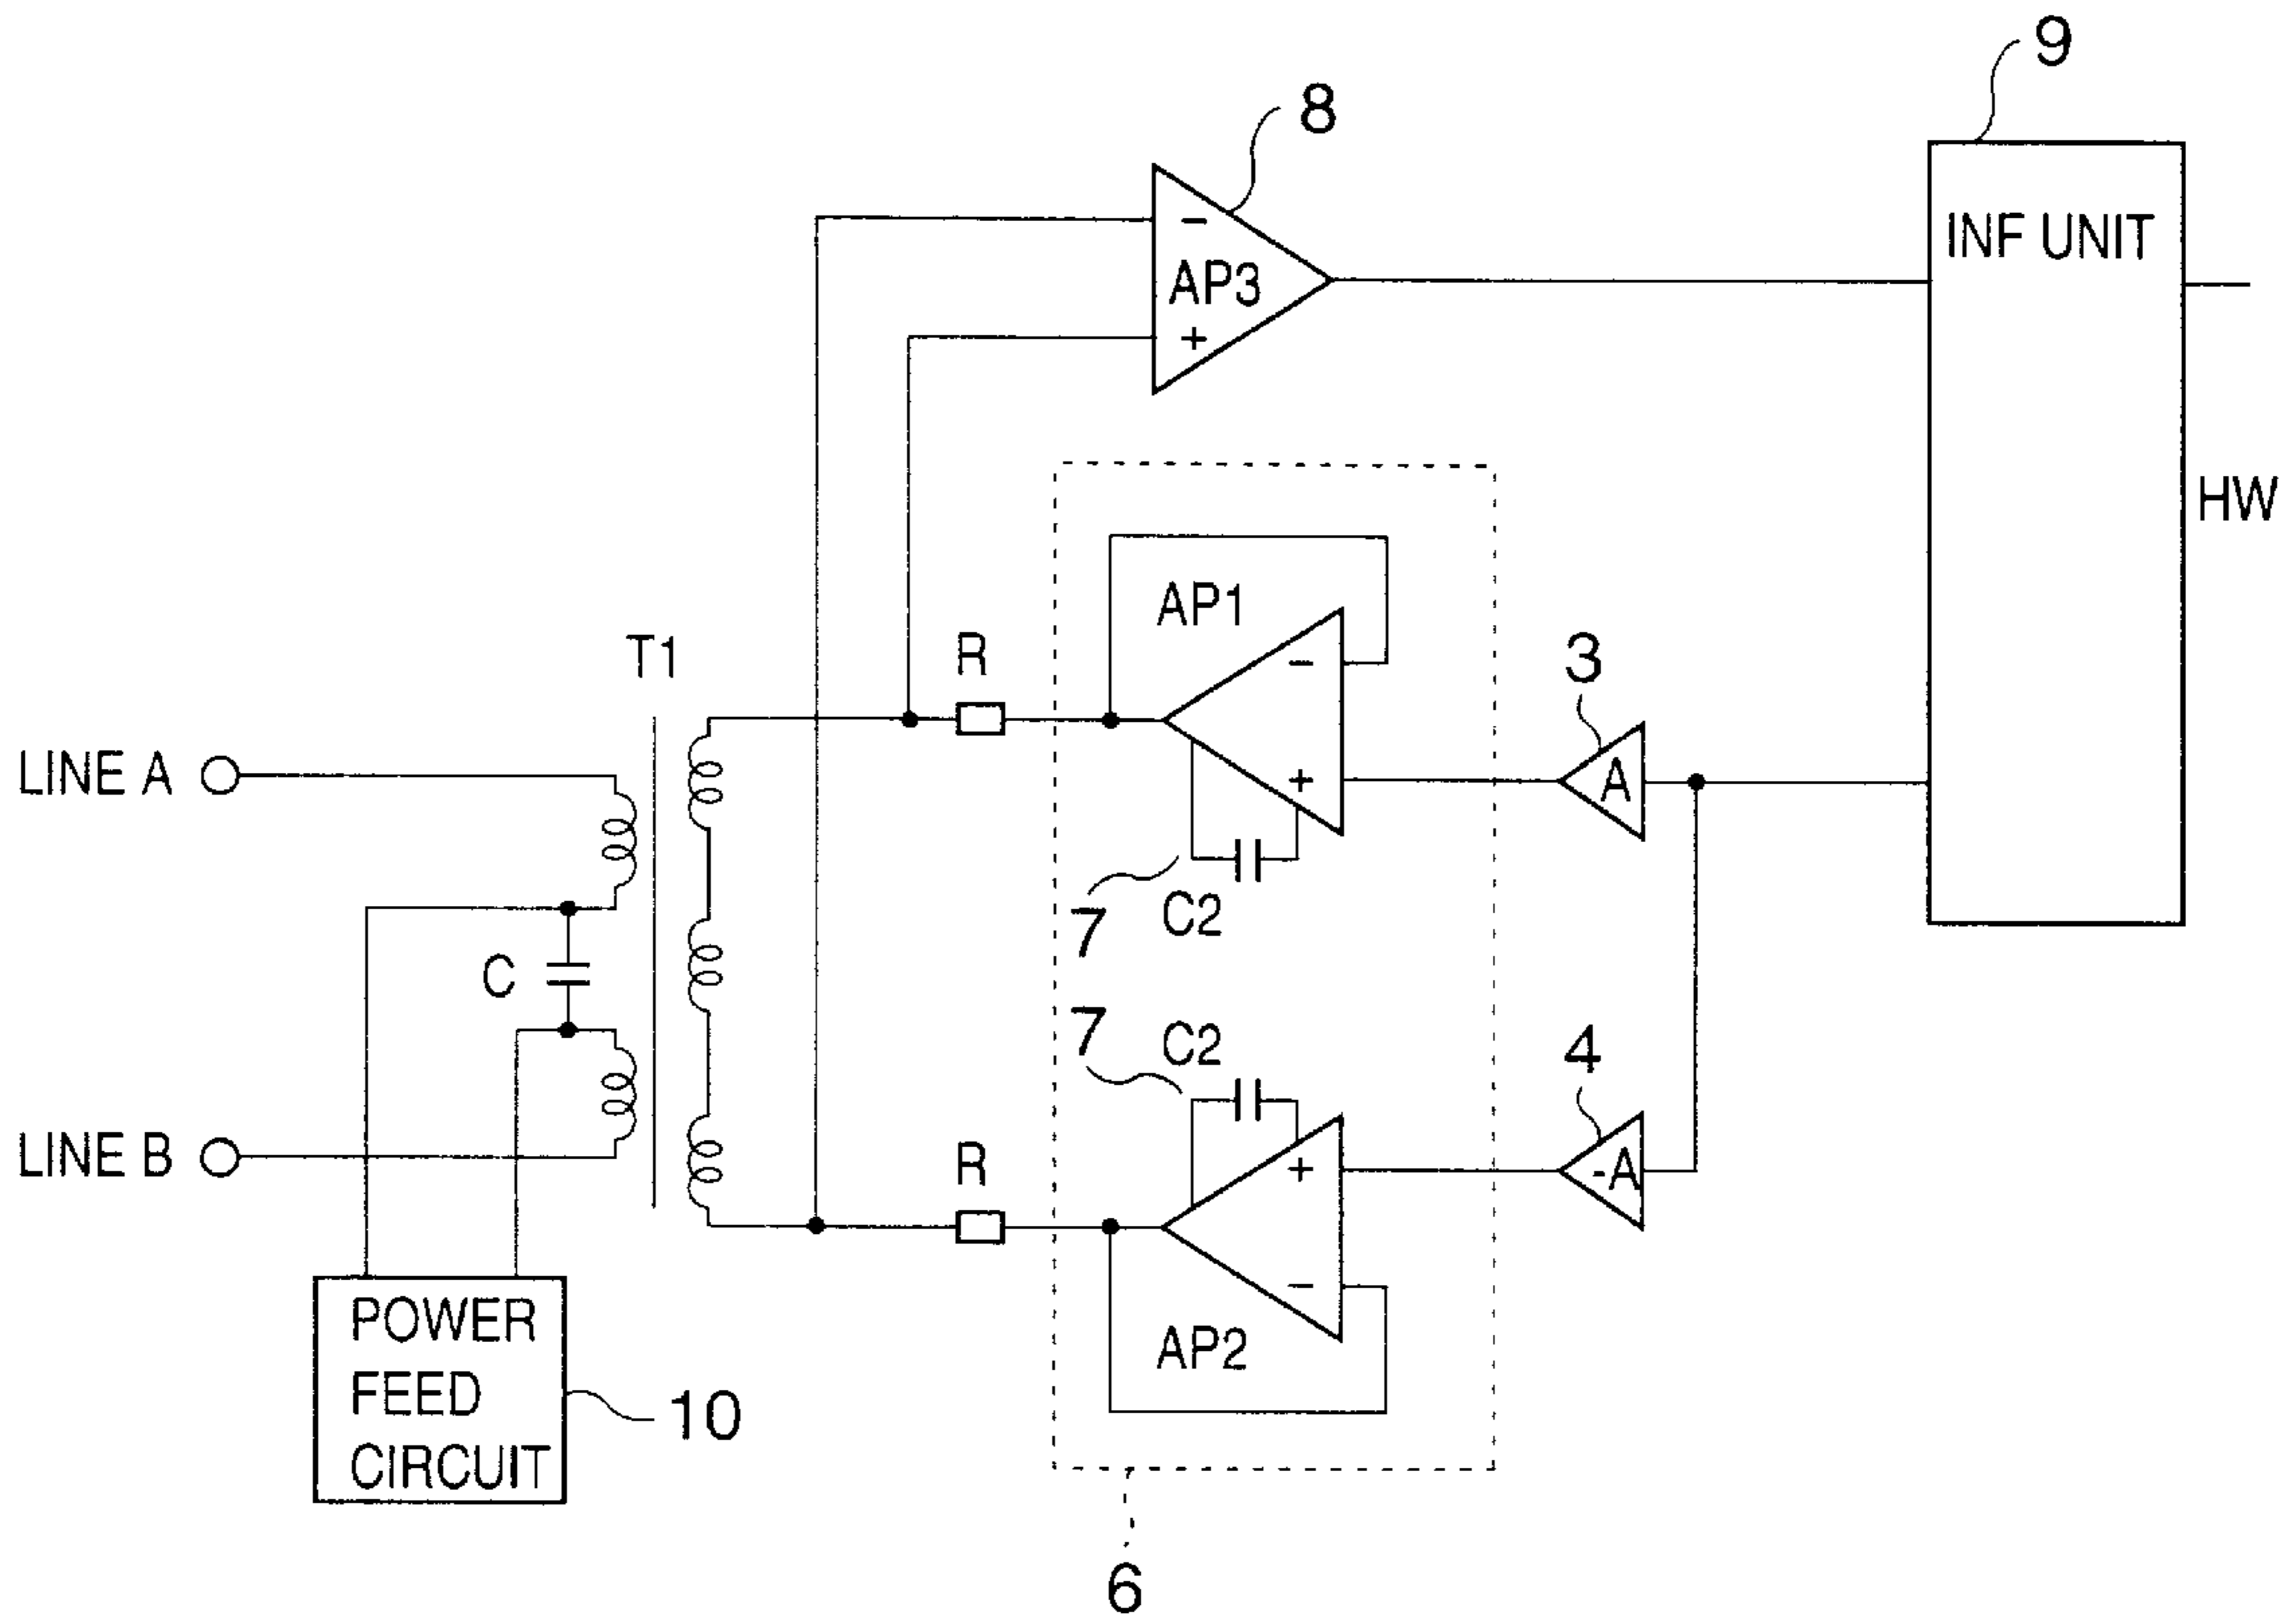 9
8
INF UNIT
-
AP3
+
HW
AP1
T1
R
-
3
LINE A
+
A
7
C2
C
7
C2
4
LINE B
R
+
-A
-
POWER
FEED
CIRCUIT
AP2
10
6